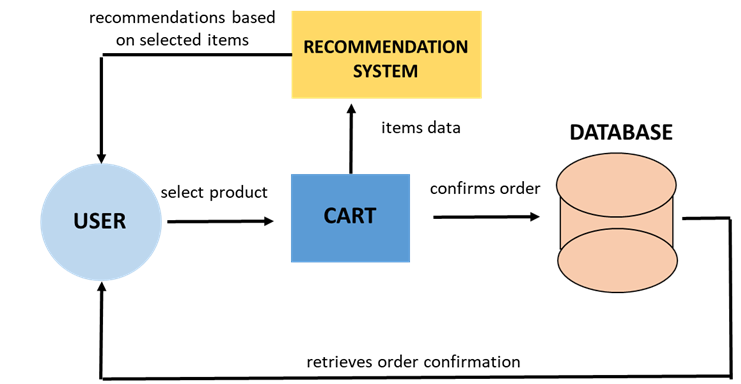 recommendations based
on selected items
RECOMMENDATION
SYSTEM
items data
DATABASE
USER
select product
CART
confirms order
retrieves order confirmation